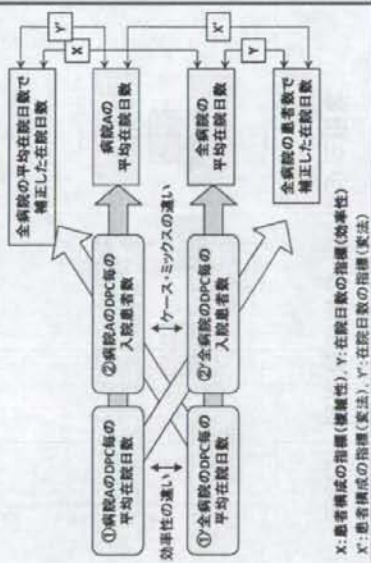 ①病院AのDPC毎の
平均在院日数
①'全病院のDPC毎の
平均在院日数
効率性の違い
②病院AのDPC毎の
入院患者数
②'全病院のDPC毎の
入院患者数
ケース・ミックスの違い
全病院の平均在院日数で
補正した在院日数
病院Aの
平均在院日数
全病院の
平均在院日数
全病院の患者数で
補正した在院日数
Y'
X
X'
Y
X:患者構成の指標(複雑性)、Y:在院日数の指標(効率性)
X':患者構成の指標(変法)、Y':在院日数の指標(変法)